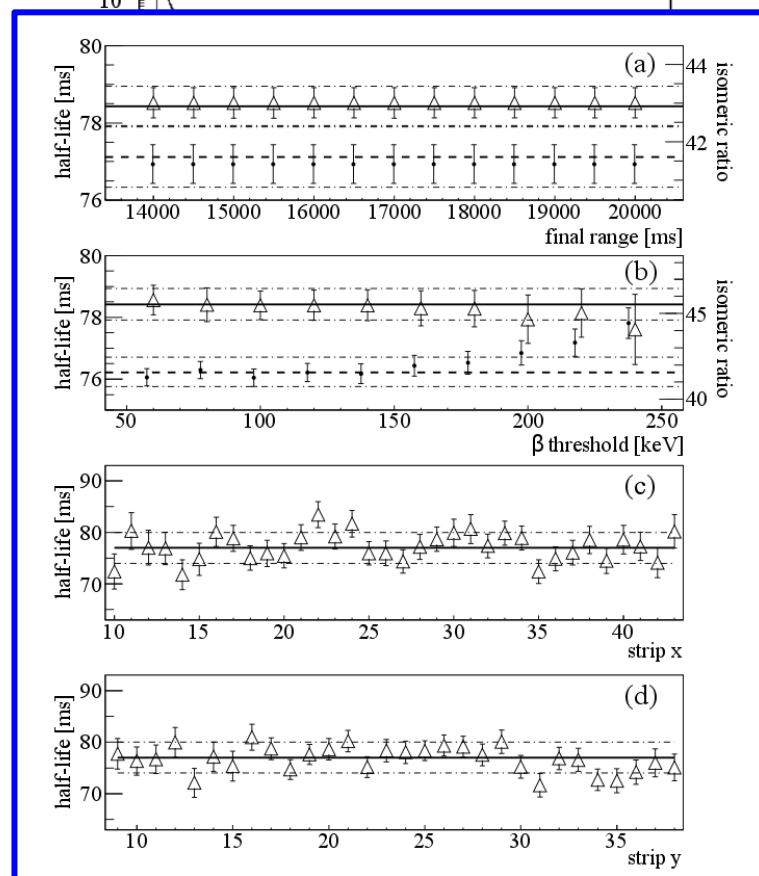 10
80
78
76
half-life [ms]
(a)
44
42
isomeric ratio
14000 15000 16000 17000 18000 19000 20000
final range [ms]
80
78
76
half-life [ms]
(b)
45
40
isomeric ratio
50 100 150 200 250
β threshold [keV]
90
80
70
half-life [ms]
(c)
10 15 20 25 30 35 40
strip x
90
80
70
half-life [ms]
(d)
10 15 20 25 30 35
strip y